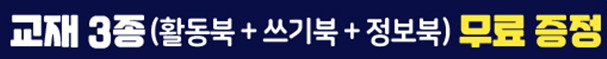 교재 3종(활동북 + 쓰기북 + 정보북) 무료 증정